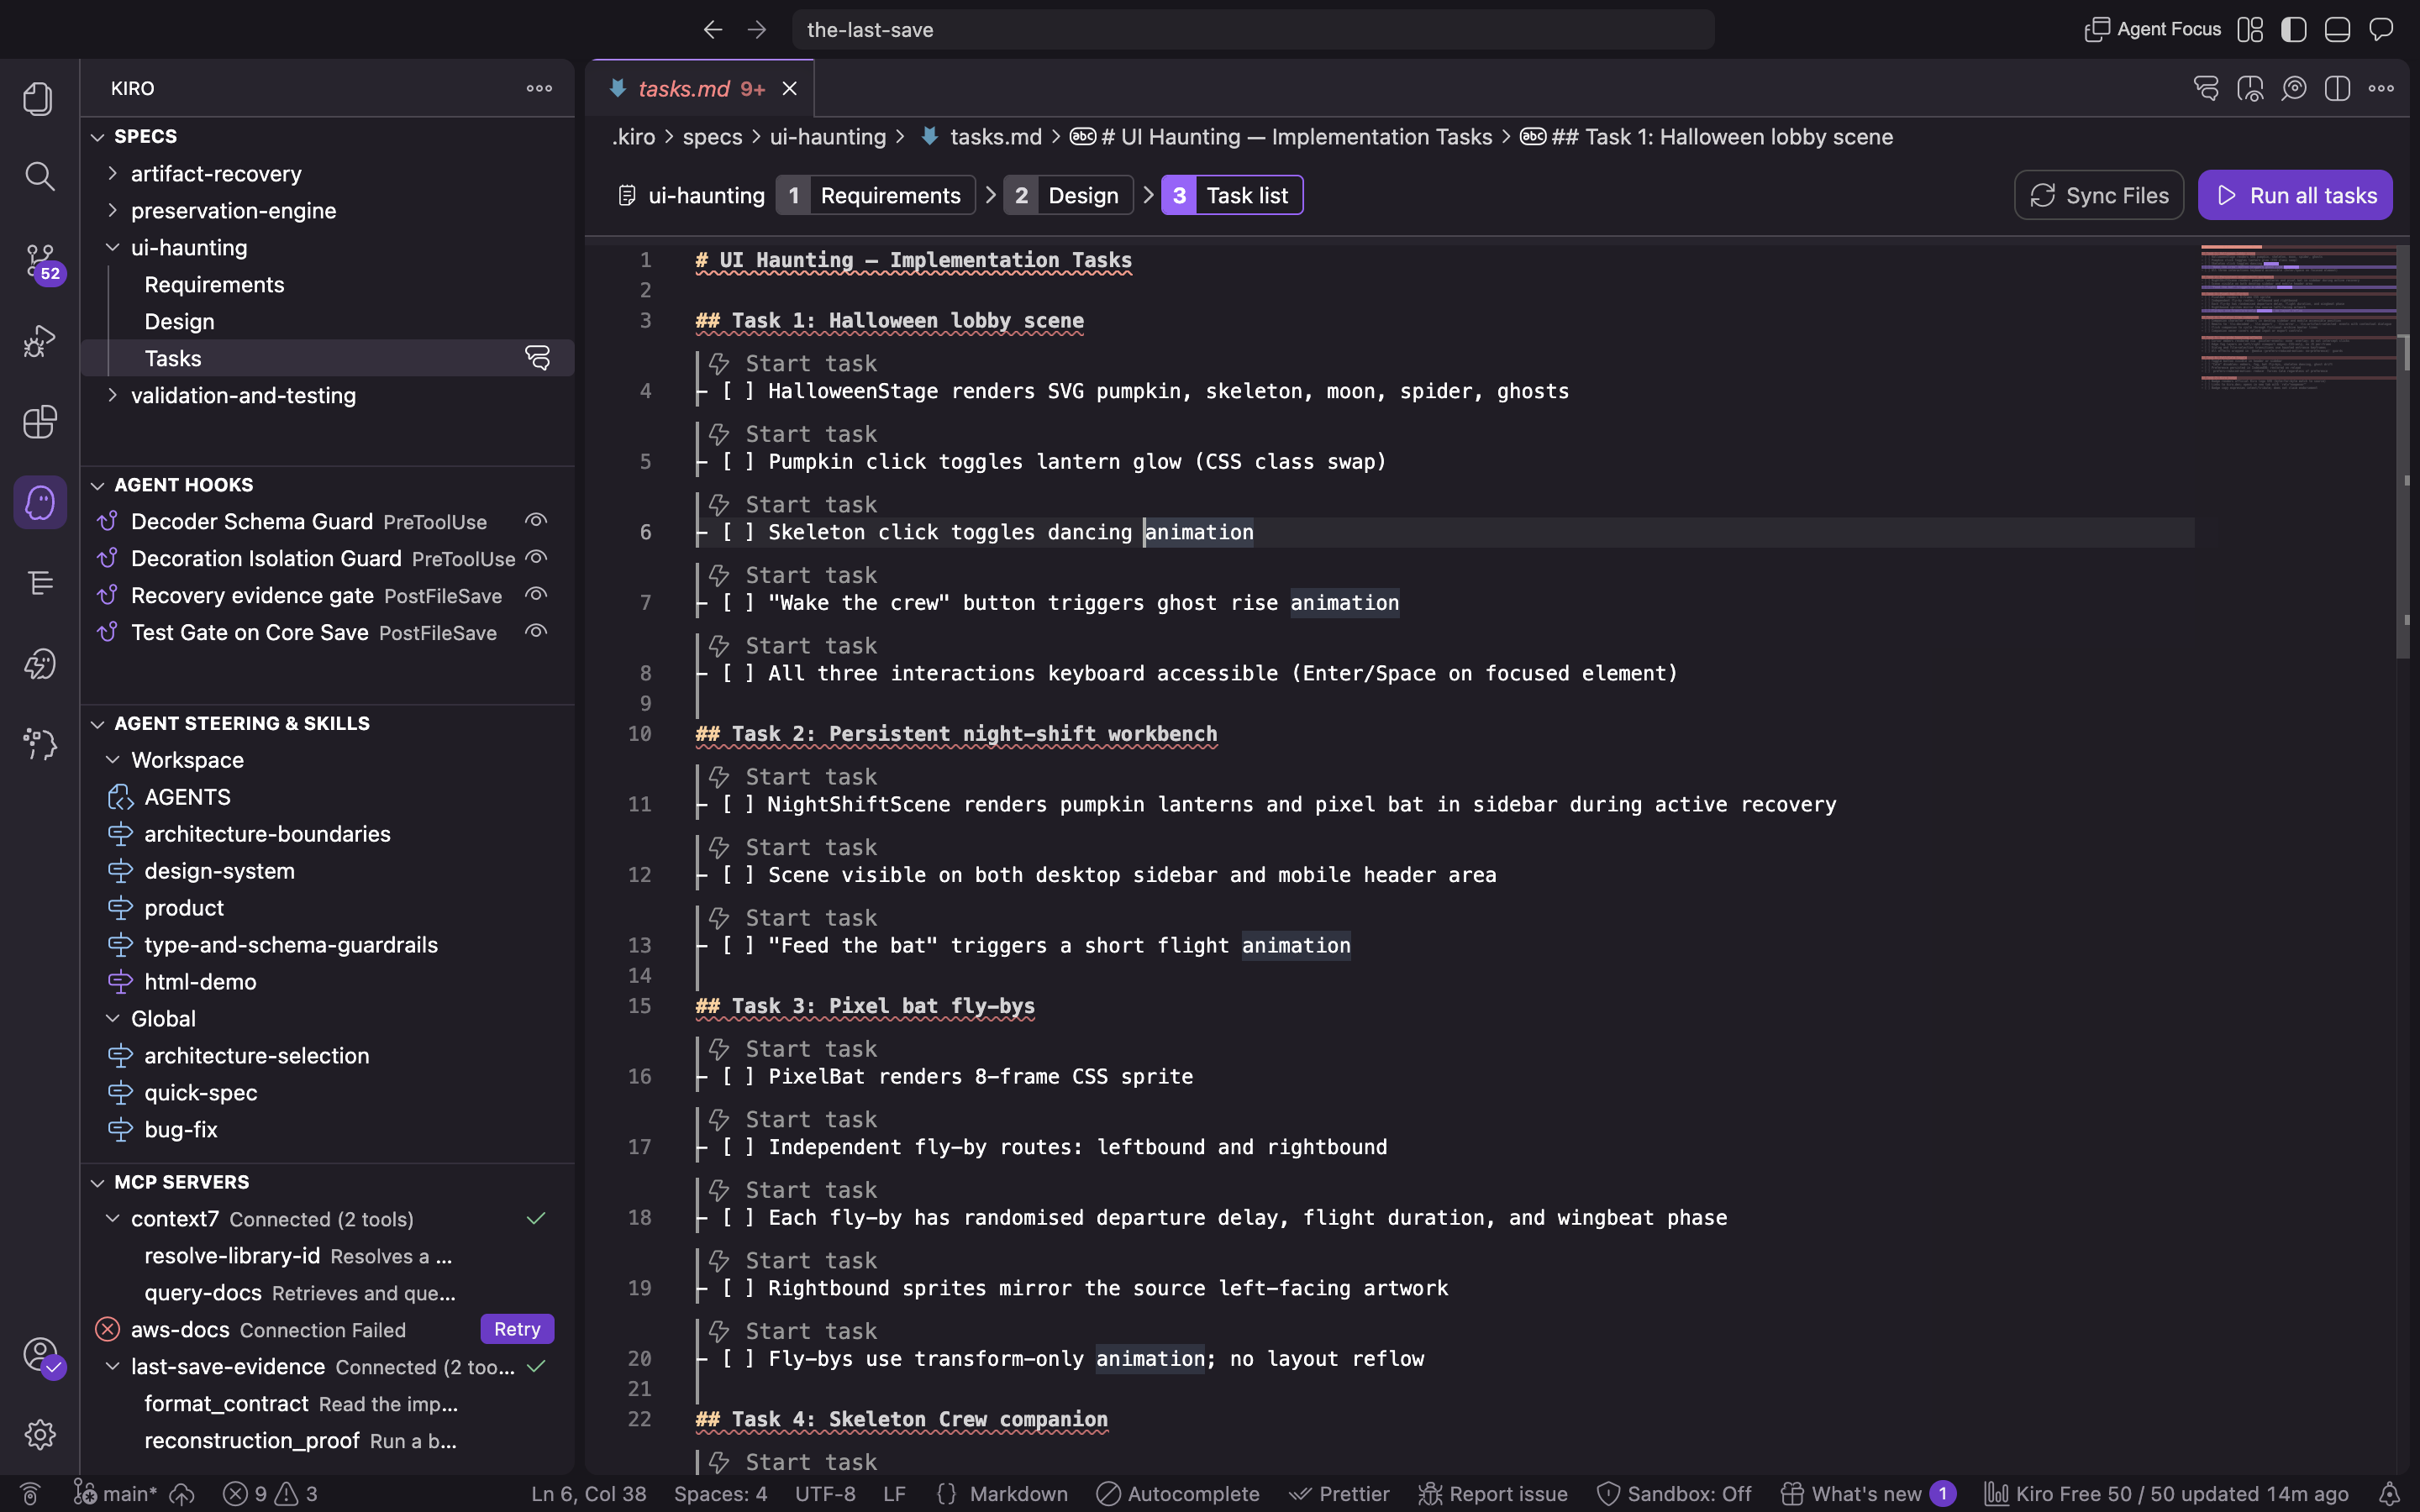 the-last-save
Agent Focus
KIRO
SPECS
artifact-recovery
preservation-engine
ui-haunting
Requirements
Design
Tasks
validation-and-testing
52
AGENT HOOKS
Decoder Schema Guard PreToolUse
Decoration Isolation Guard PreToolUse
Recovery evidence gate PostFileSave
Test Gate on Core Save PostFileSave
AGENT STEERING & SKILLS
Workspace
AGENTS
architecture-boundaries
design-system
product
type-and-schema-guardrails
html-demo
Global
architecture-selection
quick-spec
bug-fix
MCP SERVERS
context7 Connected (2 tools)
resolve-library-id Resolves a ...
query-docs Retrieves and que...
aws-docs Connection Failed Retry
last-save-evidence Connected (2 too...
format_contract Read the imp...
reconstruction_proof Run a b...
tasks.md 9+
.kiro > specs > ui-haunting > tasks.md > abc # UI Haunting — Implementation Tasks > abc ## Task 1: Halloween lobby scene
ui-haunting 1 Requirements > 2 Design > 3 Task list
Sync Files Run all tasks
1 # UI Haunting — Implementation Tasks
2
3 ## Task 1: Halloween lobby scene
Start task
4 - [ ] HalloweenStage renders SVG pumpkin, skeleton, moon, spider, ghosts
Start task
5 - [ ] Pumpkin click toggles lantern glow (CSS class swap)
Start task
6 - [ ] Skeleton click toggles dancing animation
Start task
7 - [ ] "Wake the crew" button triggers ghost rise animation
Start task
8 - [ ] All three interactions keyboard accessible (Enter/Space on focused element)
9
10 ## Task 2: Persistent night-shift workbench
Start task
11 - [ ] NightShiftScene renders pumpkin lanterns and pixel bat in sidebar during active recovery
Start task
12 - [ ] Scene visible on both desktop sidebar and mobile header area
Start task
13 - [ ] "Feed the bat" triggers a short flight animation
14
15 ## Task 3: Pixel bat fly-bys
Start task
16 - [ ] PixelBat renders 8-frame CSS sprite
Start task
17 - [ ] Independent fly-by routes: leftbound and rightbound
Start task
18 - [ ] Each fly-by has randomised departure delay, flight duration, and wingbeat phase
Start task
19 - [ ] Rightbound sprites mirror the source left-facing artwork
Start task
20 - [ ] Fly-bys use transform-only animation; no layout reflow
21
22 ## Task 4: Skeleton Crew companion
Start task
main* 9 3 Ln 6, Col 38 Spaces: 4 UTF-8 LF {} Markdown Autocomplete Prettier Report issue Sandbox: Off What's new 1 Kiro Free 50 / 50 updated 14m ago